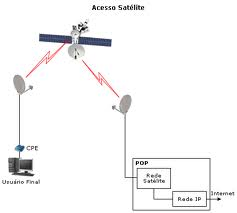 Acesso Satélite
CPE
Usuário Final
POP
Rede
Satélite
Rede IP
Internet